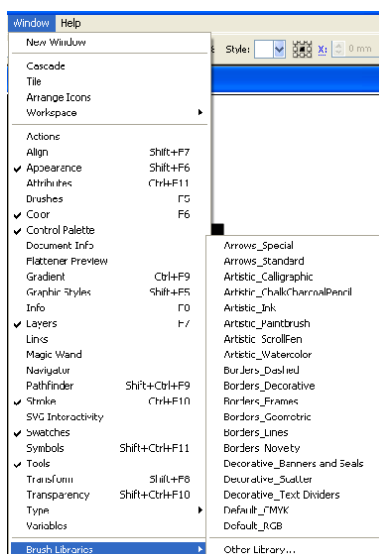 Window Help
New Window
Style: X: 0 mm
Cascade
Tile
Arrange Icons
Workspace
Actions
Align Shift+F7
Appearance Shift+F6
Attributes Ctrl+F11
Brushes F5
Color F6
Control Palette
Document Info
Flattener Preview
Gradient Ctrl+F9
Graphic Styles Shift+F5
Info F8
Layers F7
Links
Magic Wand
Navigator
Pathfinder Shift+Ctrl+F9
Stroke Ctrl+F10
SVG Interactivity
Swatches
Symbols Shift+Ctrl+F11
Tools
Transform Shift+F8
Transparency Shift+Ctrl+F10
Type
Variables
Brush Libraries
Arrows_Special
Arrows_Standard
Artistic_Calligraphic
Artistic_ChalkCharcoalPencil
Artistic_Ink
Artistic_Paintbrush
Artistic_ScrollPen
Artistic_Watercolor
Borders_Dashed
Borders_Decorative
Borders_Frames
Borders_Geometric
Borders_Lines
Borders_Novelty
Decorative_Banners and Seals
Decorative_Scatter
Decorative_Text Dividers
Default_CMYK
Default_RGB
Other Library...